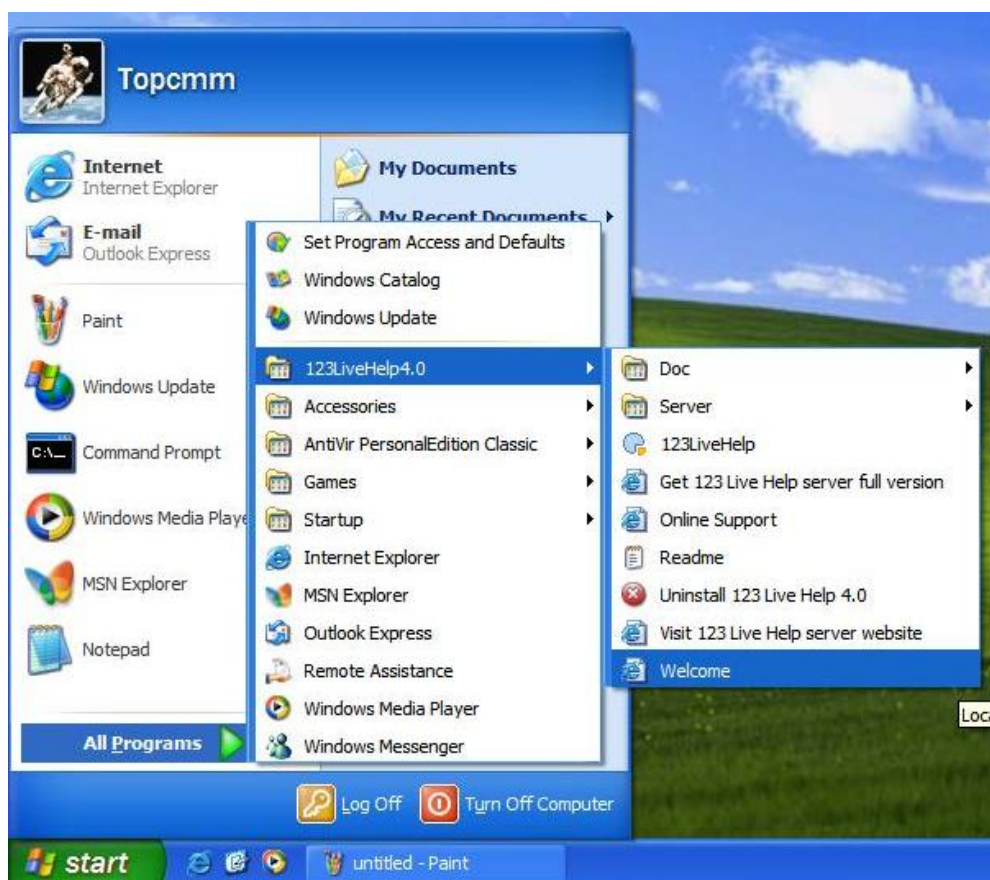 Topcmm
Internet
Internet Explorer
E-mail
Outlook Express
Paint
Windows Update
C:\_
Command Prompt
Windows Media Playe
MSN Explorer
Notepad
All Programs
My Documents
My Recent Documents
Set Program Access and Defaults
Windows Catalog
Windows Update
123LiveHelp4.0
Accessories
AntiVir PersonalEdition Classic
Games
Startup
Internet Explorer
MSN Explorer
Outlook Express
Remote Assistance
Windows Media Player
Windows Messenger
Doc
Server
123LiveHelp
Get 123 Live Help server full version
Online Support
Readme
Uninstall 123 Live Help 4.0
Visit 123 Live Help server website
Welcome
Loca
Log Off
Turn Off Computer
start
untitled - Paint